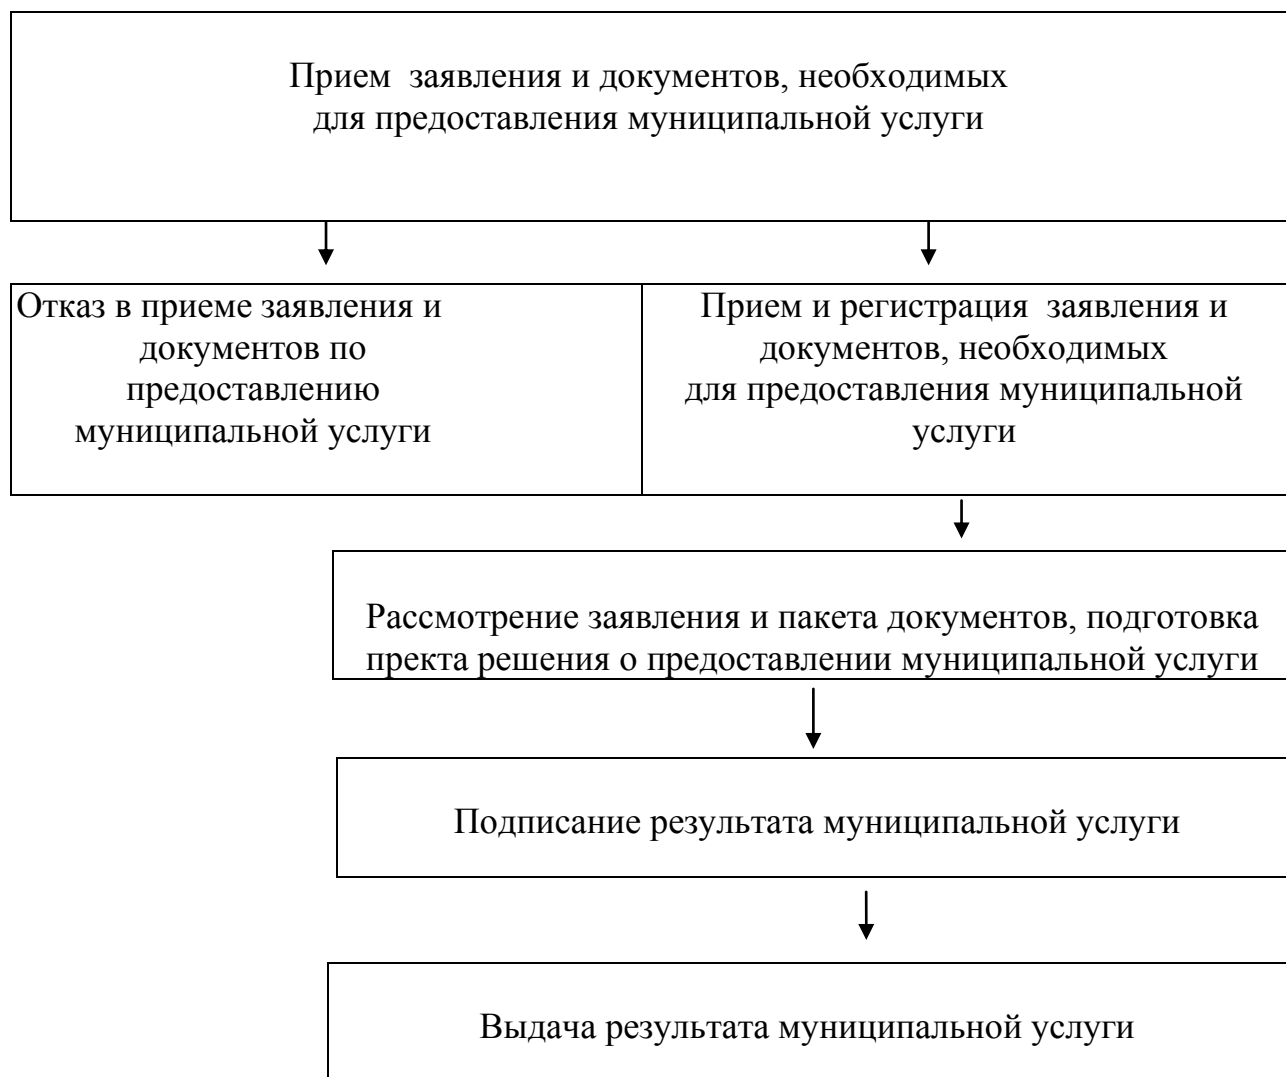 Прием  заявления и документов, необходимых
для предоставления муниципальной услуги
Отказ в приеме заявления и
документов по
предоставлению
муниципальной услуги
Прием и регистрация  заявления и
документов, необходимых
для предоставления муниципальной
услуги
Рассмотрение заявления и пакета документов, подготовка
пректа решения о предоставлении муниципальной услуги
Подписание результата муниципальной услуги
Выдача результата муниципальной услуги